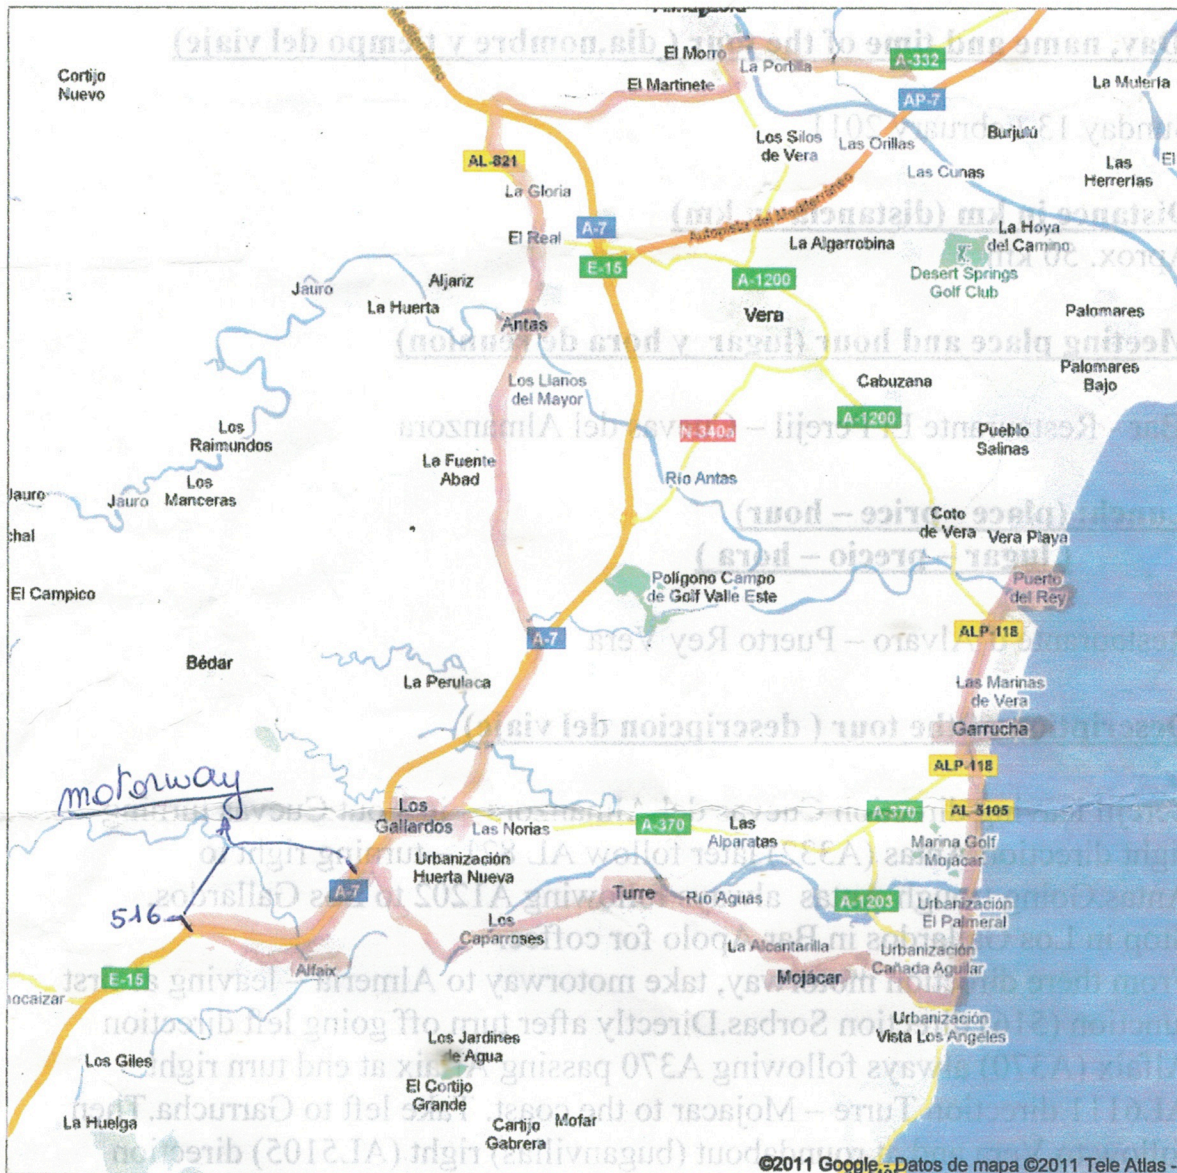 Almanzora
Mediterráneo
El Morro
La Portilla
A-332
Cortijo
Nuevo
El Martinete
AP-7
La Mulería
Los Silos
de Vera
Las Orillas
Burjulú
AL-821
La Gloria
Las Cunas
Las
Herrerías
El
Autopista del Mediterráneo
A-7
El Real
La Algarrobina
La Hoya
del Camino
E-15
Desert Springs
Golf Club
Jauro
Aljariz
La Huerta
A-1200
Vera
Palomares
Antas
Palomares
Bajo
Los Llanos
del Mayor
Cabuzana
A-1200
Los
Raimundos
N-340a
Pueblo
Salinas
La Fuente
Abad
Río Antas
Los
Manceras
Jauro
Jauro
Coto
de Vera
Vera Playa
chal
El Campico
Polígono Campo
de Golf Valle Este
Puerto
del Rey
ALP-118
A-7
Bédar
La Perulaca
Las Marinas
de Vera
Garrucha
motorway
ALP-118
Los
Gallardos
Las Norias
A-370
Las
Alparatas
A-370
AL-5105
Marina Golf
Mojácar
Urbanización
Huerta Nueva
A-7
Turre
Río Aguas
A-1203
Urbanización
El Palmeral
516
Los
Caparroses
La Alcantarilla
Urbanización
Cañada Aguilar
Alfaix
Mojácar
E-15
nocaizar
Urbanización
Vista Los Angeles
Los Jardines
de Agua
Los Giles
El Cortijo
Grande
La Huelga
Cartijo
Gabrera
Mofar
©2011 Google - Datos de mapa ©2011 Tele Atlas -